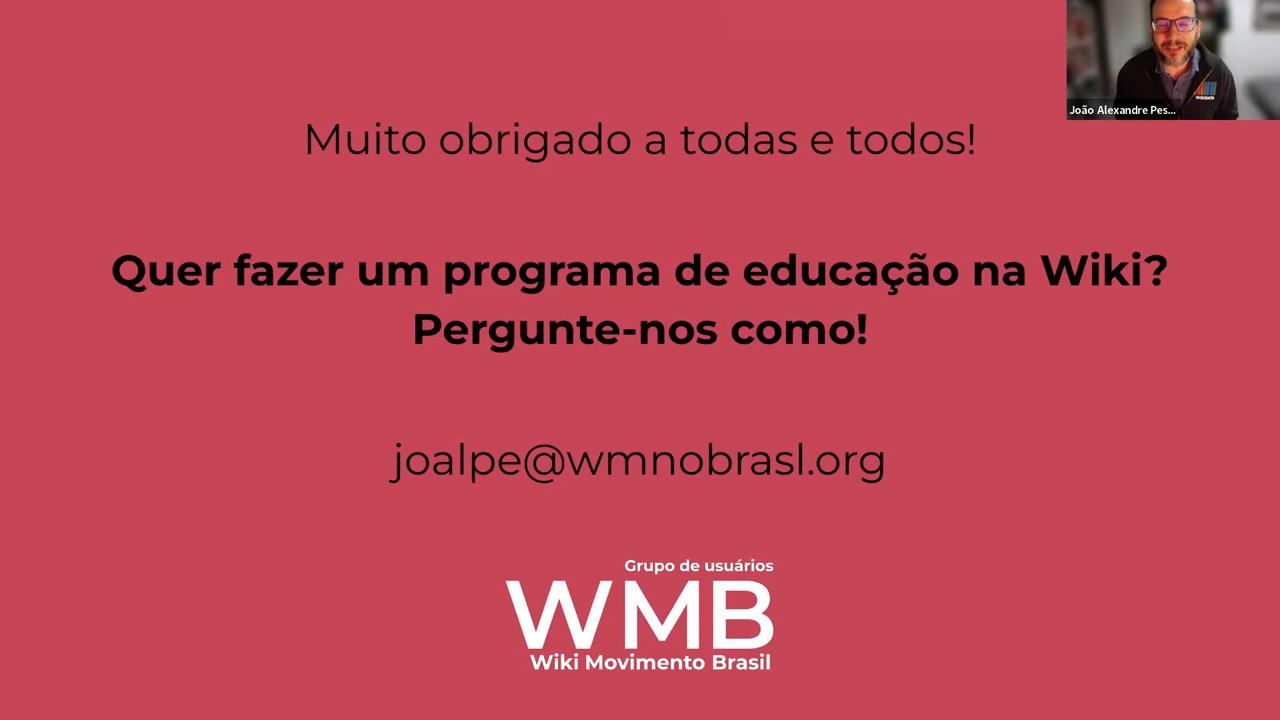 João Alexandre Pes...
Muito obrigado a todas e todos!
Quer fazer um programa de educação na Wiki?
Pergunte-nos como!
joalpe@wmnobrasl.org
Grupo de usuários
WMB
Wiki Movimento Brasil